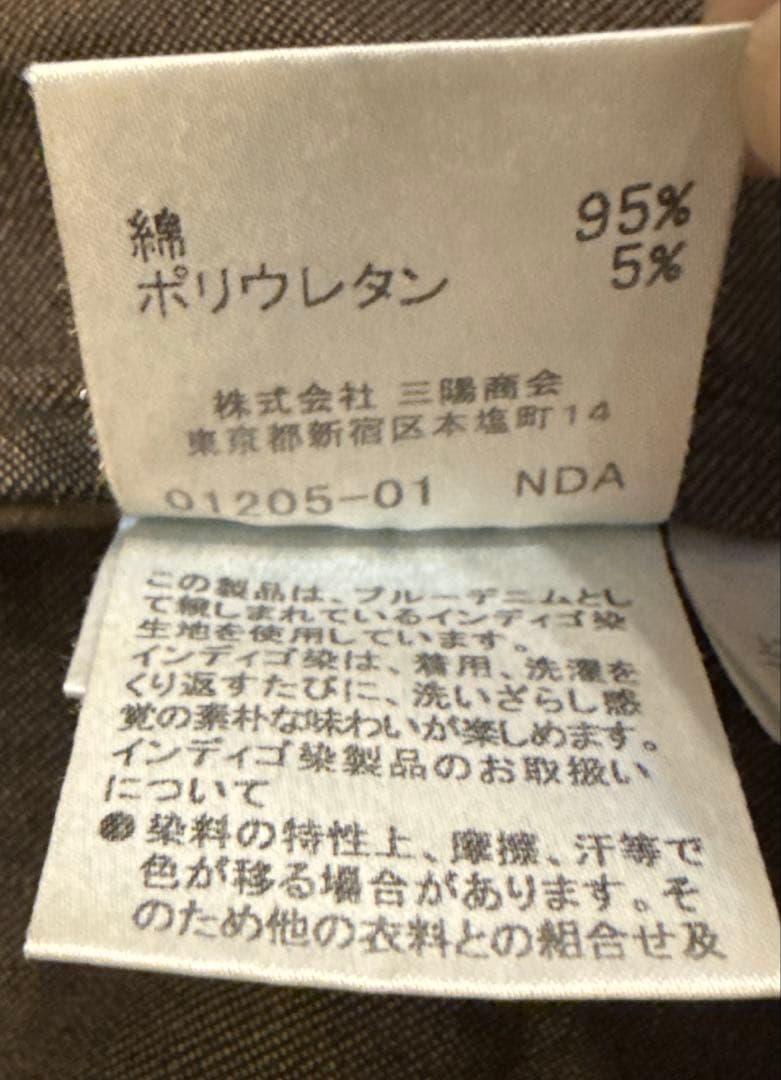 綿 95%
ポリウレタン 5%
株式会社 三陽商会
東京都新宿区本塩町14
01205-01 NDA
この製品は、ブルーデニムとし
て親しまれているインディゴ染
生地を使用しています。
インディゴ染は、着用、洗濯を
くり返すたびに、洗いざらし感
覚の素朴な味わいが楽しめます。
インディゴ染製品のお取扱い
について
●染料の特性上、摩擦、汗等で
色が移る場合があります。そ
のため他の衣料との組合せ及